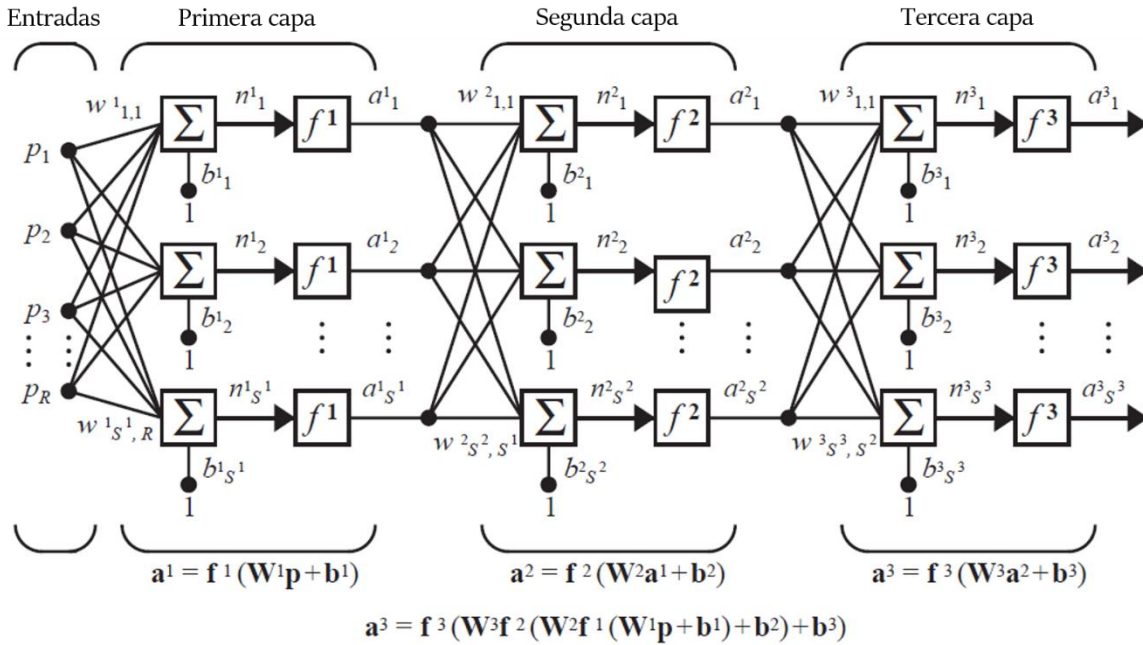 Entradas Primera capa Segunda capa Tercera capa
w¹₁,₁ n¹₁ a¹₁ w²₁,₁ n²₁ a²₁ w³₁,₁ n³₁ a³₁
Σ f¹ Σ f² Σ f³
p₁ b¹₁ b²₁ b³₁
1 1 1
p₂ n¹₂ a¹₂ n²₂ a²₂ n³₂ a³₂
Σ f¹ Σ f² Σ f³
p₃ b¹₂ b²₂ b³₂
1 1 1
p_R n¹_S¹ a¹_S¹ n²_S² a²_S² n³_S³ a³_S³
Σ f¹ Σ f² Σ f³
w¹_S¹, R w²_S², S¹ w³_S³, S²
b¹_S¹ b²_S² b³_S³
1 1 1
a¹ = f¹(W¹p+b¹) a² = f²(W²a¹+b²) a³ = f³(W³a²+b³)
a³ = f³(W³f²(W²f¹(W¹p+b¹)+b²)+b³)